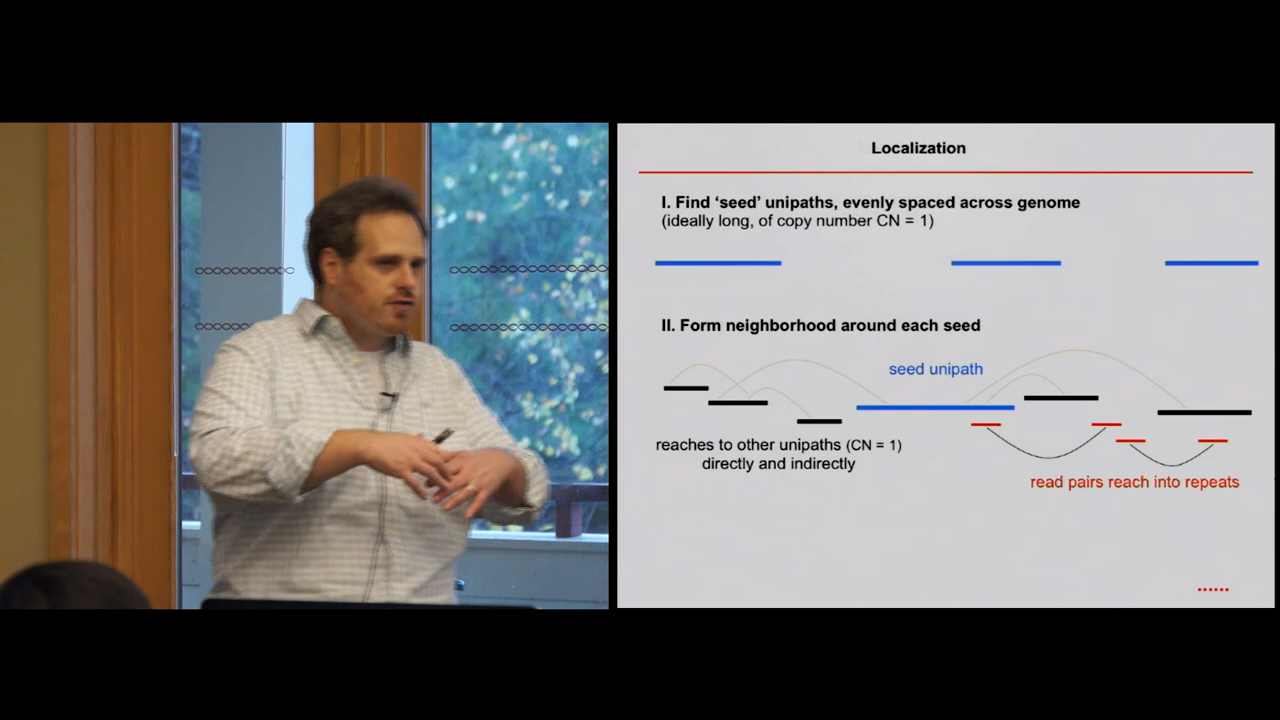 Localization
I. Find ‘seed’ unipaths, evenly spaced across genome
(ideally long, of copy number CN = 1)
II. Form neighborhood around each seed
seed unipath
reaches to other unipaths (CN = 1)
directly and indirectly
read pairs reach into repeats
......